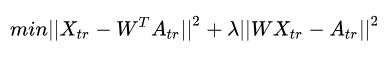 min||X_{tr} − W^T A_{tr}||^2 + λ||WX_{tr} − A_{tr}||^2